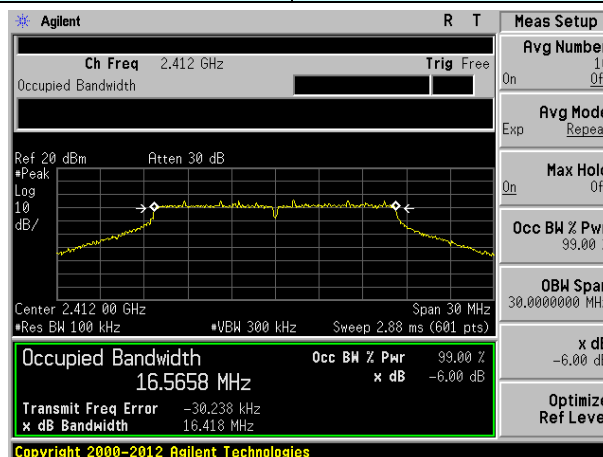 Agilent R T
Meas Setup
Ch Freq 2.412 GHz Trig Free
Occupied Bandwidth
Ref 20 dBm Atten 30 dB
#Peak
Log
10
dB/
Center 2.412 00 GHz Span 30 MHz
#Res BW 100 kHz #VBW 300 kHz Sweep 2.88 ms (601 pts)
Occupied Bandwidth Occ BW % Pwr 99.00 %
16.5658 MHz x dB -6.00 dB
Transmit Freq Error -30.238 kHz
x dB Bandwidth 16.418 MHz
Copyright 2000-2012 Agilent Technologies
Avg Number
On
Avg Mode
Exp Repeat
Max Hold
On
Occ BW % Pwr
99.00
OBW Span
30.0000000 MHz
x dB
-6.00 dB
Optimize
Ref Level